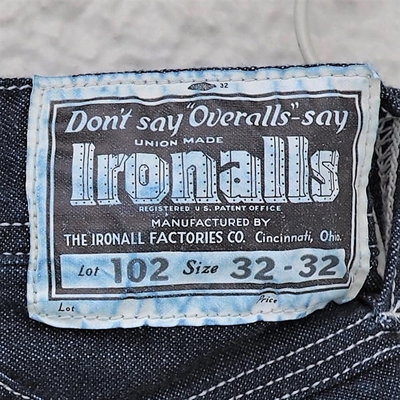 32
Don't say "Overalls"-say
UNION MADE
Ironalls
REGISTERED U.S. PATENT OFFICE
MANUFACTURED BY
THE IRONALL FACTORIES CO. Cincinnati, Ohio.
Lot 102 Size 32-32
Lot Price